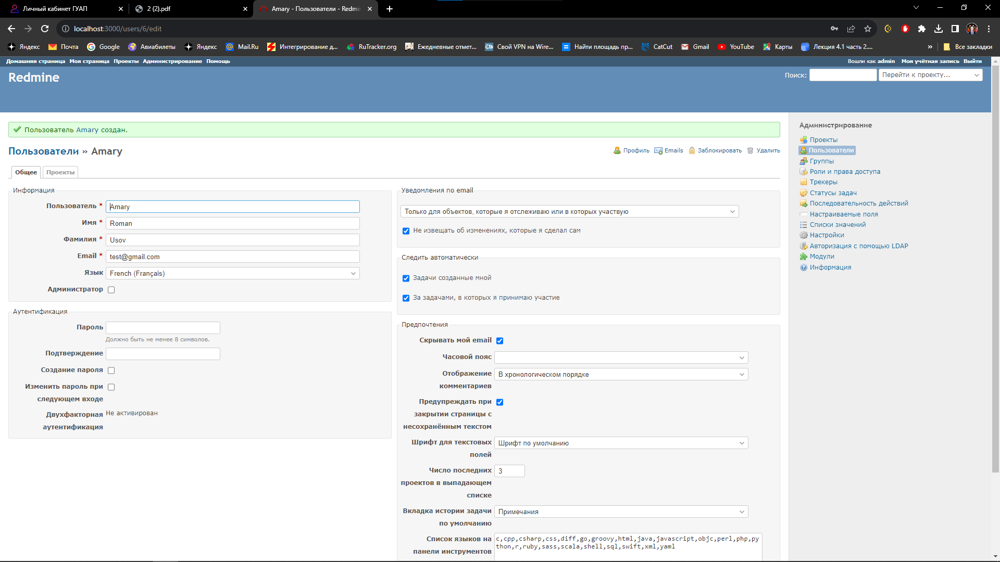 Личный кабинет ГУАП
2 (2).pdf
Amary - Пользователи - Redmi
localhost:3000/users/6/edit
Яндекс
Почта
Google
Авиабилеты
Яндекс
Mail.Ru
Интегрирование д...
RuTracker.org
Ежедневные отмет...
Свой VPN на Wire...
Найти площадь пр...
CatCut
Gmail
YouTube
Карты
Лекция 4.1 часть 2....
»
Все закладки
Домашняя страница Моя страница Проекты Администрирование Помощь
Вошли как admin Моя учётная запись Выйти
Redmine
Поиск:
Перейти к проекту...
Пользователь Amary создан.
Пользователи » Amary
Профиль Emails Заблокировать Удалить
Общее
Проекты
Информация
Пользователь * Amary
Имя * Roman
Фамилия * Usov
Email * test@gmail.com
Язык French (Français)
Администратор
Аутентификация
Пароль
Должно быть не менее 8 символов.
Подтверждение
Создание пароля
Изменить пароль при
следующем входе
Двухфакторная Не активирован
аутентификация
Уведомления по email
Только для объектов, которые я отслеживаю или в которых участвую
Не извещать об изменениях, которые я сделал сам
Следить автоматически
Задачи созданные мной
За задачами, в которых я принимаю участие
Предпочтения
Скрывать мой email
Часовой пояс
Отображение В хронологическом порядке
комментариев
Предупреждать при
закрытии страницы с
несохранённым текстом
Шрифт для текстовых Шрифт по умолчанию
полей
Число последних 3
проектов в выпадающем
списке
Вкладка истории задачи Примечания
по умолчанию
Список языков на
панели инструментов
c,cpp,csharp,css,diff,go,groovy,html,java,javascript,objc,perl,php,py
thon,r,ruby,sass,scala,shell,sql,swift,xml,yaml
Администрирование
Проекты
Пользователи
Группы
Роли и права доступа
Трекеры
Статусы задач
Последовательность действий
Настраиваемые поля
Списки значений
Настройки
Авторизация с помощью LDAP
Модули
Информация